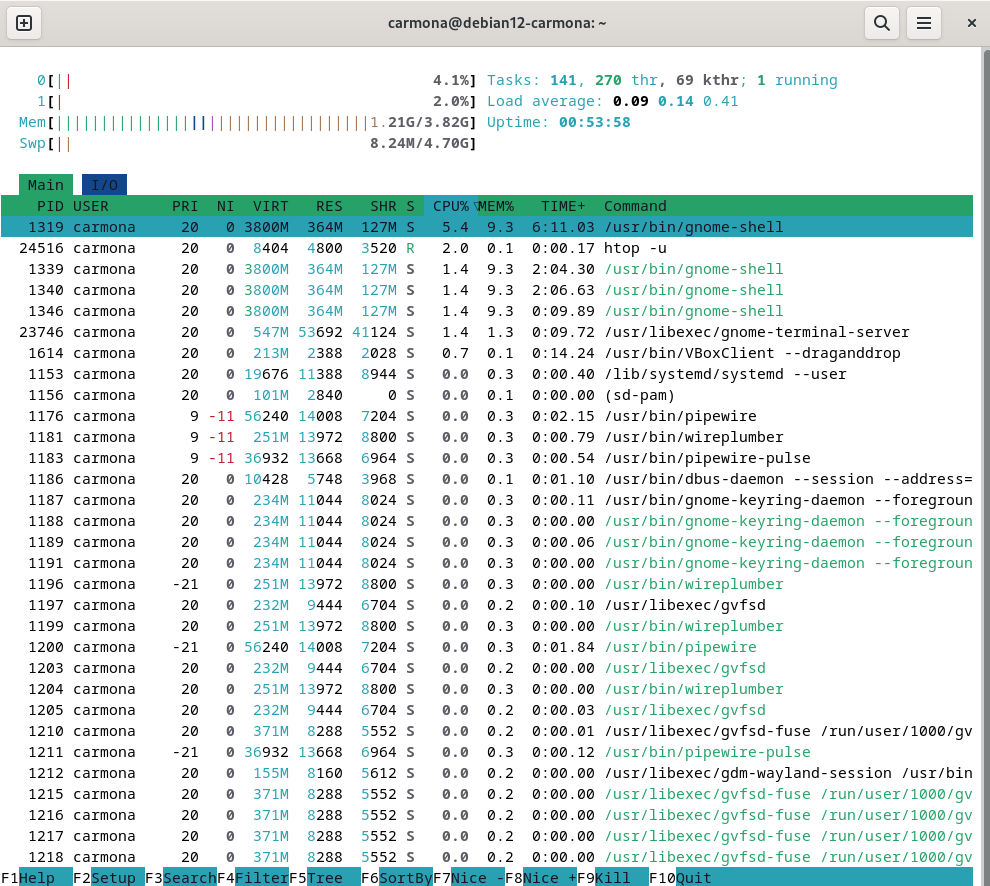 carmona@debian12-carmona: ~
0[|| 4.1%] Tasks: 141, 270 thr, 69 kthr; 1 running
1[| 2.0%] Load average: 0.09 0.14 0.41
Mem[|||||||||||||||||||||||||||||||||||1.21G/3.82G] Uptime: 00:53:58
Swp[|| 8.24M/4.70G]
Main I/O
PID USER PRI NI VIRT RES SHR S CPU%▽MEM% TIME+ Command
1319 carmona 20 0 3800M 364M 127M S 5.4 9.3 6:11.03 /usr/bin/gnome-shell
24516 carmona 20 0 8404 4800 3520 R 2.0 0.1 0:00.17 htop -u
1339 carmona 20 0 3800M 364M 127M S 1.4 9.3 2:04.30 /usr/bin/gnome-shell
1340 carmona 20 0 3800M 364M 127M S 1.4 9.3 2:06.63 /usr/bin/gnome-shell
1346 carmona 20 0 3800M 364M 127M S 1.4 9.3 0:09.89 /usr/bin/gnome-shell
23746 carmona 20 0 547M 53692 41124 S 1.4 1.3 0:09.72 /usr/libexec/gnome-terminal-server
1614 carmona 20 0 213M 2388 2028 S 0.7 0.1 0:14.24 /usr/bin/VBoxClient --draganddrop
1153 carmona 20 0 19676 11388 8944 S 0.0 0.3 0:00.40 /lib/systemd/systemd --user
1156 carmona 20 0 101M 2840 0 S 0.0 0.1 0:00.00 (sd-pam)
1176 carmona 9 -11 56240 14008 7204 S 0.0 0.3 0:02.15 /usr/bin/pipewire
1181 carmona 9 -11 251M 13972 8800 S 0.0 0.3 0:00.79 /usr/bin/wireplumber
1183 carmona 9 -11 36932 13668 6964 S 0.0 0.3 0:00.54 /usr/bin/pipewire-pulse
1186 carmona 20 0 10428 5748 3968 S 0.0 0.1 0:01.10 /usr/bin/dbus-daemon --session --address=
1187 carmona 20 0 234M 11044 8024 S 0.0 0.3 0:00.11 /usr/bin/gnome-keyring-daemon --foregroun
1188 carmona 20 0 234M 11044 8024 S 0.0 0.3 0:00.00 /usr/bin/gnome-keyring-daemon --foregroun
1189 carmona 20 0 234M 11044 8024 S 0.0 0.3 0:00.06 /usr/bin/gnome-keyring-daemon --foregroun
1191 carmona 20 0 234M 11044 8024 S 0.0 0.3 0:00.00 /usr/bin/gnome-keyring-daemon --foregroun
1196 carmona -21 0 251M 13972 8800 S 0.0 0.3 0:00.00 /usr/bin/wireplumber
1197 carmona 20 0 232M 9444 6704 S 0.0 0.2 0:00.10 /usr/libexec/gvfsd
1199 carmona 20 0 251M 13972 8800 S 0.0 0.3 0:00.00 /usr/bin/wireplumber
1200 carmona -21 0 56240 14008 7204 S 0.0 0.3 0:01.84 /usr/bin/pipewire
1203 carmona 20 0 232M 9444 6704 S 0.0 0.2 0:00.00 /usr/libexec/gvfsd
1204 carmona 20 0 251M 13972 8800 S 0.0 0.3 0:00.00 /usr/bin/wireplumber
1205 carmona 20 0 232M 9444 6704 S 0.0 0.2 0:00.03 /usr/libexec/gvfsd
1210 carmona 20 0 371M 8288 5552 S 0.0 0.2 0:00.01 /usr/libexec/gvfsd-fuse /run/user/1000/gv
1211 carmona -21 0 36932 13668 6964 S 0.0 0.3 0:00.12 /usr/bin/pipewire-pulse
1212 carmona 20 0 155M 8160 5612 S 0.0 0.2 0:00.00 /usr/libexec/gdm-wayland-session /usr/bin
1215 carmona 20 0 371M 8288 5552 S 0.0 0.2 0:00.00 /usr/libexec/gvfsd-fuse /run/user/1000/gv
1216 carmona 20 0 371M 8288 5552 S 0.0 0.2 0:00.00 /usr/libexec/gvfsd-fuse /run/user/1000/gv
1217 carmona 20 0 371M 8288 5552 S 0.0 0.2 0:00.00 /usr/libexec/gvfsd-fuse /run/user/1000/gv
1218 carmona 20 0 371M 8288 5552 S 0.0 0.2 0:00.00 /usr/libexec/gvfsd-fuse /run/user/1000/gv
F1Help F2Setup F3SearchF4FilterF5Tree F6SortByF7Nice -F8Nice +F9Kill F10Quit